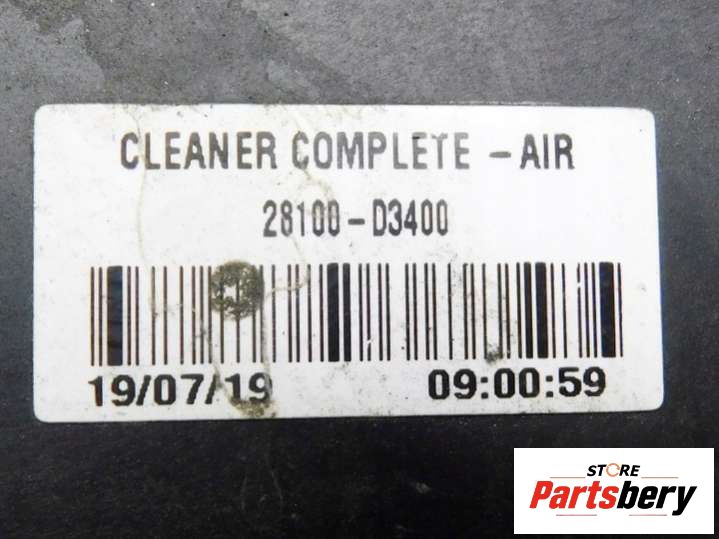 CLEANER COMPLETE - AIR
28100-D3400
19/07/19 09:00:59
STORE
Partsbery